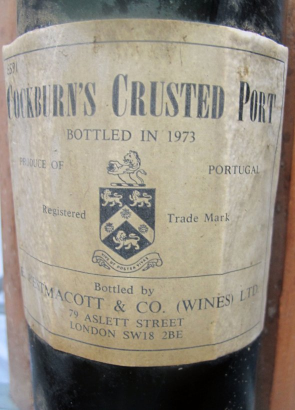 COCKBURN'S CRUSTED PORT
BOTTLED IN 1973
PRODUCE OF PORTUGAL
Registered Trade Mark
Bottled by
& CO. (WINES) LTD.
79 ASLETT STREET
LONDON SW18 2BE